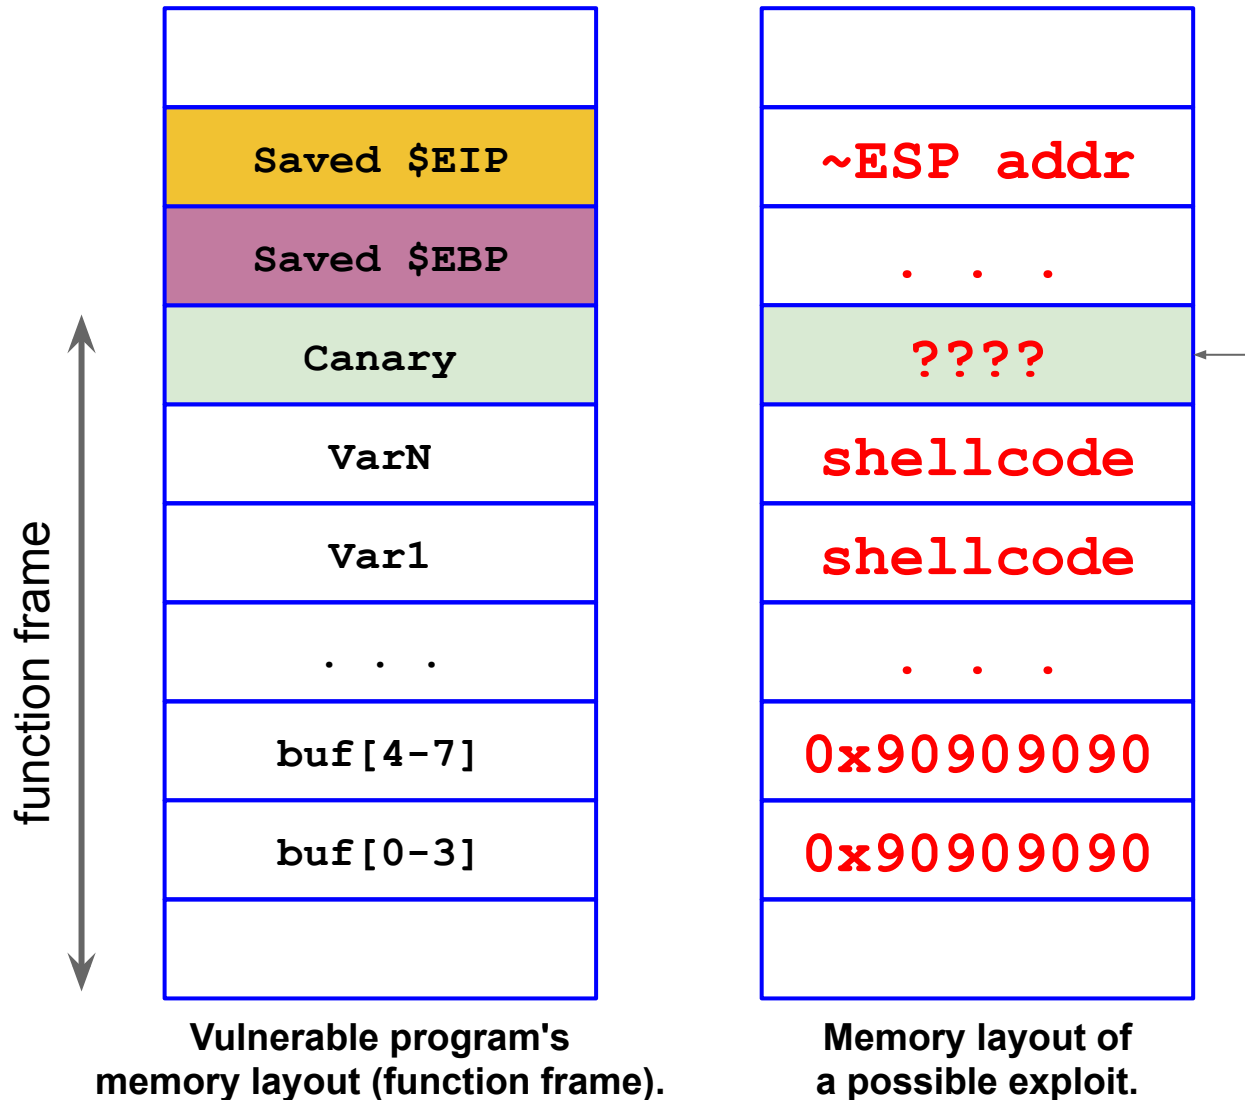 Saved $EIP
Saved $EBP
Canary
VarN
Var1
. . .
buf[4-7]
buf[0-3]
function frame
Vulnerable program's
memory layout (function frame).
~ESP addr
. . .
????
shellcode
shellcode
. . .
0x90909090
0x90909090
Memory layout of
a possible exploit.